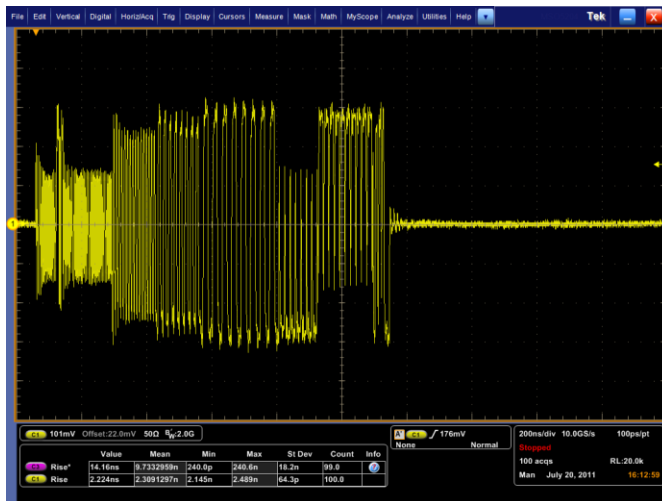 File Edit Vertical Digital Horiz/Acq Trig Display Cursors Measure Mask Math MyScope Analyze Utilities Help Tek X
1
C1 101mV Offset:22.0mV 50Ω BW:2.0G
A' C1 176mV
None Normal
200ns/div 10.0GS/s 100ps/pt
Stopped
100 acqs RL:20.0k
Man July 20, 2011 16:12:59
Value Mean Min Max St Dev Count Info
Rise* 14.16ns 9.7332959n 240.0p 240.6n 18.2n 99.0
C1 Rise 2.224ns 2.3091297n 2.145n 2.489n 64.3p 100.0